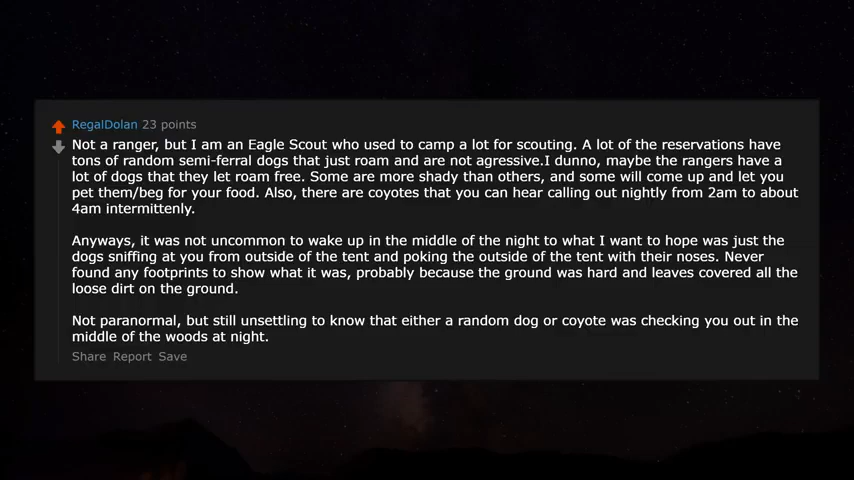 RegalDolan 23 points
Not a ranger, but I am an Eagle Scout who used to camp a lot for scouting. A lot of the reservations have
tons of random semi-ferral dogs that just roam and are not agressive.I dunno, maybe the rangers have a
lot of dogs that they let roam free. Some are more shady than others, and some will come up and let you
pet them/beg for your food. Also, there are coyotes that you can hear calling out nightly from 2am to about
4am intermittenly.
Anyways, it was not uncommon to wake up in the middle of the night to what I want to hope was just the
dogs sniffing at you from outside of the tent and poking the outside of the tent with their noses. Never
found any footprints to show what it was, probably because the ground was hard and leaves covered all the
loose dirt on the ground.
Not paranormal, but still unsettling to know that either a random dog or coyote was checking you out in the
middle of the woods at night.
Share Report Save